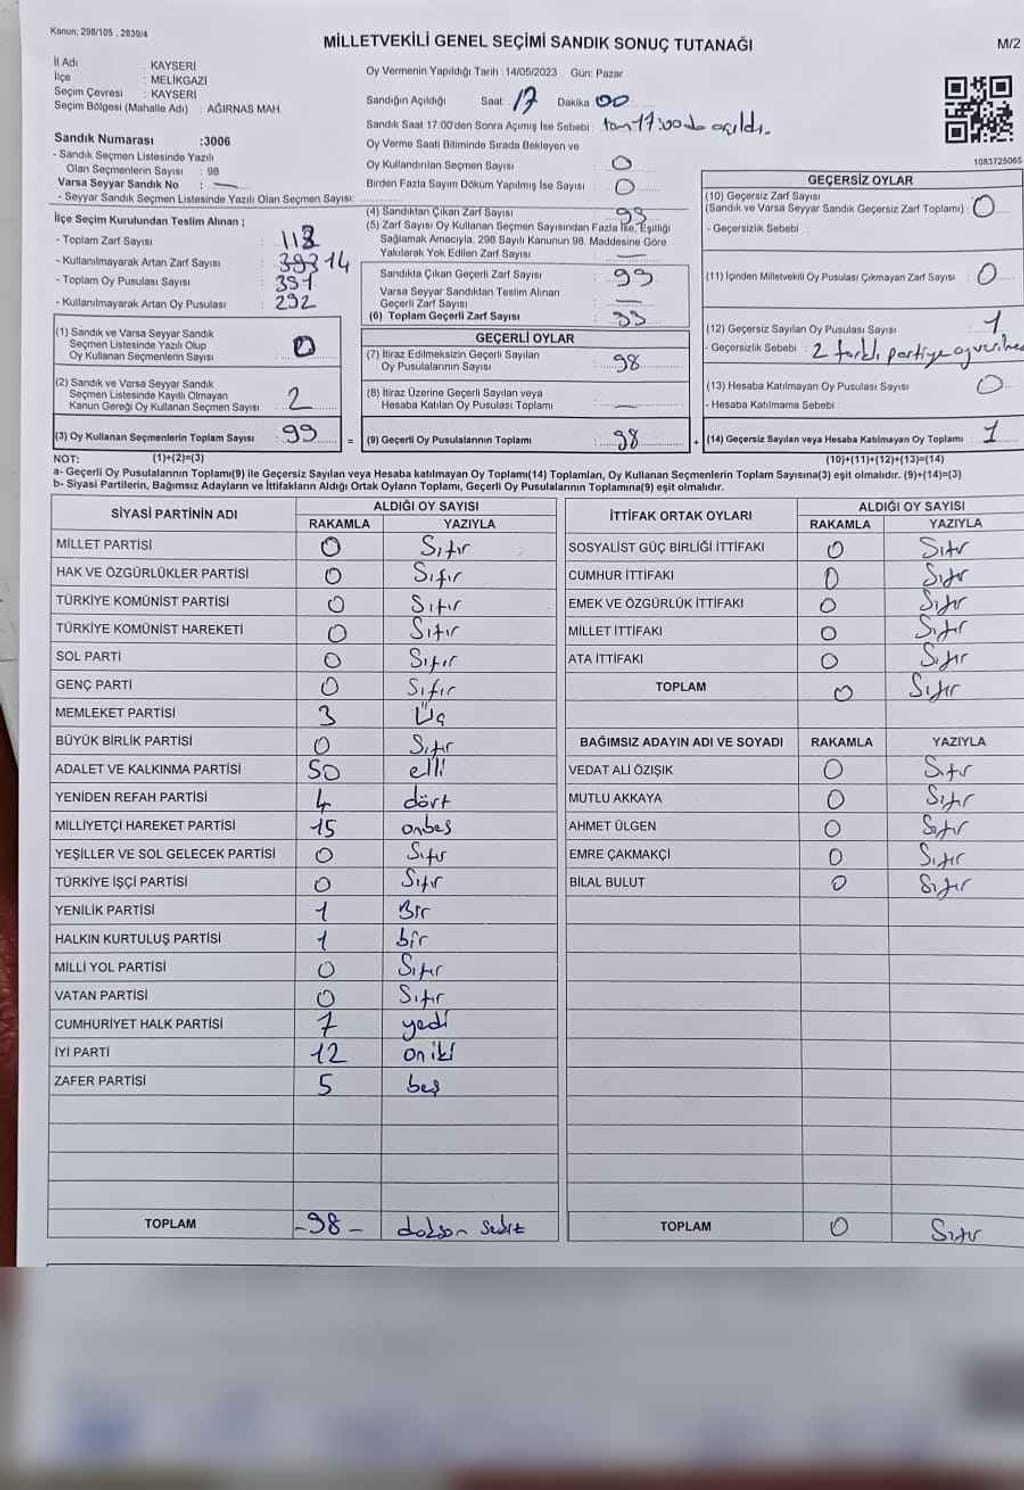 Kanun; 298/105 , 2839/4
MİLLETVEKİLİ GENEL SEÇİMİ SANDIK SONUÇ TUTANAĞI
M/2
İl Adı : KAYSERİ
İlçe : MELİKGAZİ
Seçim Çevresi : KAYSERİ
Seçim Bölgesi (Mahalle Adı) : AĞIRNAS MAH.
Sandık Numarası :3006
- Sandık Seçmen Listesinde Yazılı
Olan Seçmenlerin Sayısı : 98
Varsa Seyyar Sandık No : —
- Seyyar Sandık Seçmen Listesinde Yazılı Olan Seçmen Sayısı:
Oy Vermenin Yapıldığı Tarih :14/05/2023 Gün: Pazar
Sandığın Açıldığı Saat: 17 Dakika 00
Sandık Saat 17:00'den Sonra Açımış İse Sebebi : tam 17:00da açıldı.
Oy Verme Saati Bitiminde Sırada Bekleyen ve
Oy Kullandırılan Seçmen Sayısı : 0
Birden Fazla Sayım Döküm Yapılmış İse Sayısı : 0
1083725065
İlçe Seçim Kurulundan Teslim Alınan ;
- Toplam Zarf Sayısı : 113
- Kullanılmayarak Artan Zarf Sayısı : 14
- Toplam Oy Pusulası Sayısı : 391
- Kullanılmayarak Artan Oy Pusulası : 292
(4) Sandıktan Çıkan Zarf Sayısı : 99
(5) Zarf Sayısı Oy Kullanan Seçmen Sayısından Fazla İse, Eşitliği
Sağlamak Amacıyla; 298 Sayılı Kanunun 98. Maddesine Göre
Yakılarak Yok Edilen Zarf Sayısı : —
Sandıkta Çıkan Geçerli Zarf Sayısı : 99
Varsa Seyyar Sandıktan Teslim Alınan
Geçerli Zarf Sayısı : —
(6) Toplam Geçerli Zarf Sayısı : 99
GEÇERSİZ OYLAR
(10) Geçersiz Zarf Sayısı
(Sandık ve Varsa Seyyar Sandık Geçersiz Zarf Toplamı) : 0
- Geçersizlik Sebebi :
(11) İçinden Milletvekili Oy Pusulası Çıkmayan Zarf Sayısı : 0
(12) Geçersiz Sayılan Oy Pusulası Sayısı : 1
- Geçersizlik Sebebi : 2 farklı partiye oy
(13) Hesaba Katılmayan Oy Pusulası Sayısı : 0
- Hesaba Katılmama Sebebi :
(14) Geçersiz Sayılan veya Hesaba Katılmayan Oy Toplamı : 1
(1) Sandık ve Varsa Seyyar Sandık
Seçmen Listesinde Yazılı Olup
Oy Kullanan Seçmenlerin Sayısı :
(2) Sandık ve Varsa Seyyar Sandık
Seçmen Listesinde Kayıtlı Olmayan
Kanun Gereği Oy Kullanan Seçmen Sayısı : 2
(3) Oy Kullanan Seçmenlerin Toplam Sayısı : 99
GEÇERLİ OYLAR
(7) İtiraz Edilmeksizin Geçerli Sayılan
Oy Pusulalarının Sayısı : 98
(8) İtiraz Üzerine Geçerli Sayılan veya
Hesaba Katılan Oy Pusulası Toplamı : —
= (9) Geçerli Oy Pusulalarının Toplamı : 98 +
NOT: (1)+(2)=(3)
(10)+(11)+(12)+(13)=(14)
a- Geçerli Oy Pusulalarının Toplamı(9) ile Geçersiz Sayılan veya Hesaba katılmayan Oy Toplamı(14) Toplamları, Oy Kullanan Seçmenlerin Toplam Sayısına(3) eşit olmalıdır. (9)+(14)=(3)
b- Siyasi Partilerin, Bağımsız Adayların ve İttifakların Aldığı Ortak Oyların Toplamı, Geçerli Oy Pusulalarının Toplamına(9) eşit olmalıdır.
SİYASİ PARTİNİN ADI
ALDIĞI OY SAYISI
RAKAMLA YAZIYLA
MİLLET PARTİSİ 0 Sıfır
HAK VE ÖZGÜRLÜKLER PARTİSİ 0 Sıfır
TÜRKİYE KOMÜNİST PARTİSİ 0 Sıfır
TÜRKİYE KOMÜNİST HAREKETİ 0 Sıfır
SOL PARTİ 0 Sıfır
GENÇ PARTİ 0 Sıfır
MEMLEKET PARTİSİ 3 Üç
BÜYÜK BİRLİK PARTİSİ 0 Sıfır
ADALET VE KALKINMA PARTİSİ 50 elli
YENİDEN REFAH PARTİSİ 4 dört
MİLLİYETÇİ HAREKET PARTİSİ 15 onbeş
YEŞİLLER VE SOL GELECEK PARTİSİ 0 Sıfır
TÜRKİYE İŞÇİ PARTİSİ 0 Sıfır
YENİLİK PARTİSİ 1 Bir
HALKIN KURTULUŞ PARTİSİ 1 bir
MİLLİ YOL PARTİSİ 0 Sıfır
VATAN PARTİSİ 0 Sıfır
CUMHURİYET HALK PARTİSİ 7 yedi
İYİ PARTİ 12 oniki
ZAFER PARTİSİ 5 beş
TOPLAM -98- doksan sekiz
İTTİFAK ORTAK OYLARI
ALDIĞI OY SAYISI
RAKAMLA YAZIYLA
SOSYALİST GÜÇ BİRLİĞİ İTTİFAKI 0 Sıfır
CUMHUR İTTİFAKI 0 Sıfır
EMEK VE ÖZGÜRLÜK İTTİFAKI 0 Sıfır
MİLLET İTTİFAKI 0 Sıfır
ATA İTTİFAKI 0 Sıfır
TOPLAM 0 Sıfır
BAĞIMSIZ ADAYIN ADI VE SOYADI RAKAMLA YAZIYLA
VEDAT ALİ ÖZIŞIK 0 Sıfır
MUTLU AKKAYA 0 Sıfır
AHMET ÜLGEN 0 Sıfır
EMRE ÇAKMAKÇI 0 Sıfır
BİLAL BULUT 0 Sıfır
TOPLAM 0 Sıfır